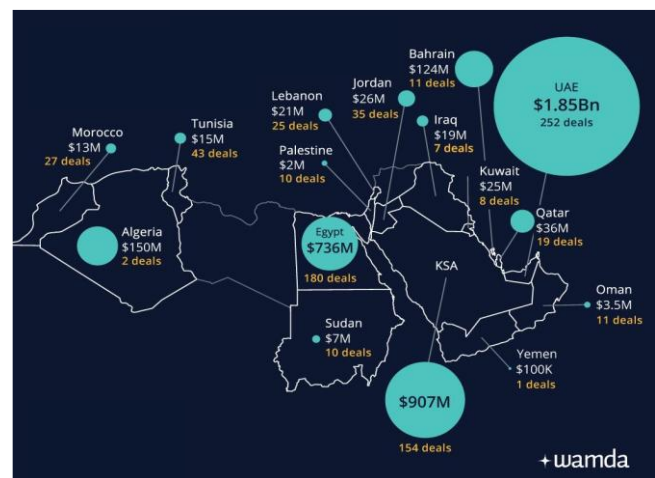 Bahrain
$124M
11 deals
UAE
$1.85Bn
252 deals
Lebanon
$21M
25 deals
Jordan
$26M
35 deals
Iraq
$19M
7 deals
Tunisia
$15M
43 deals
Morocco
$13M
27 deals
Palestine
$2M
10 deals
Kuwait
$25M
8 deals
Qatar
$36M
19 deals
Algeria
$150M
2 deals
Egypt
$736M
180 deals
KSA
$907M
154 deals
Oman
$3.5M
11 deals
Sudan
$7M
10 deals
Yemen
$100K
1 deals
wamda